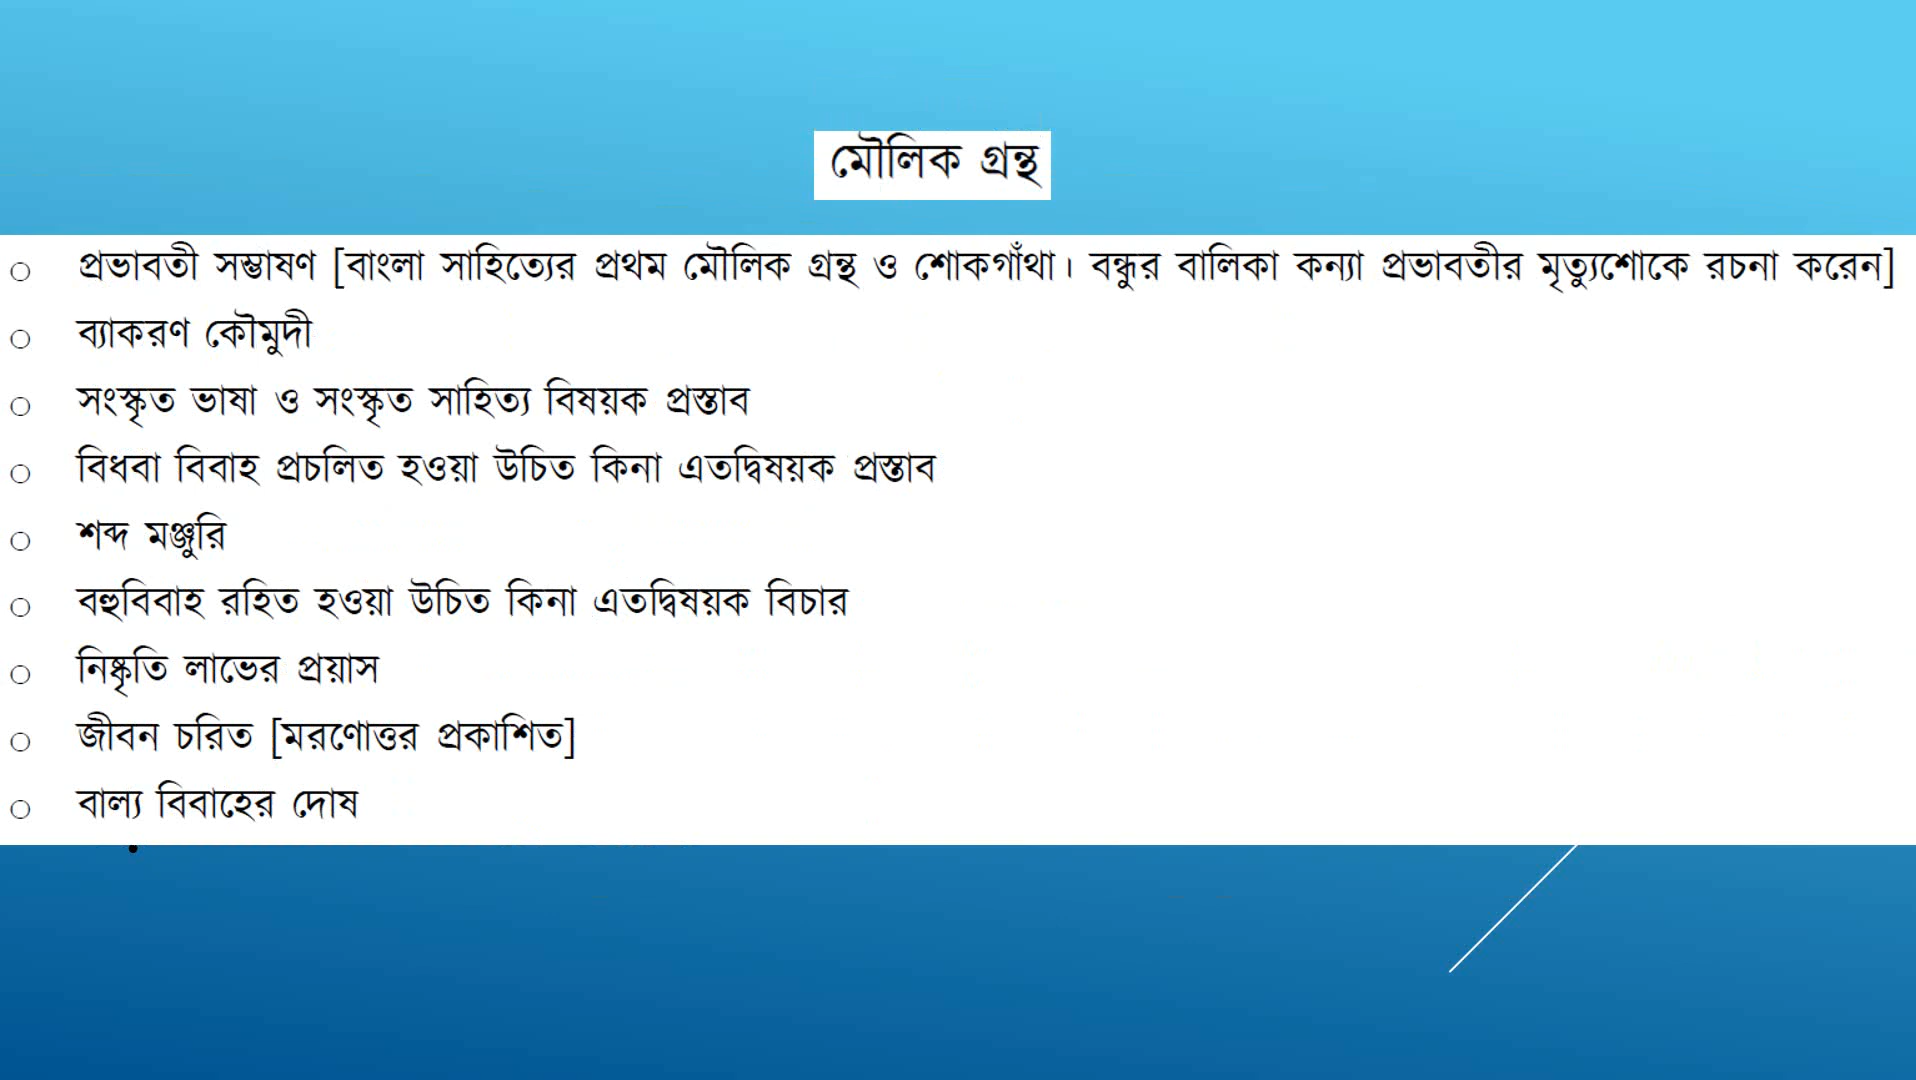 মৌলিক গ্রন্থ
প্রভাবতী সম্ভাষণ [বাংলা সাহিত্যের প্রথম মৌলিক গ্রন্থ ও শোকগাঁথা। বন্ধুর বালিকা কন্যা প্রভাবতীর মৃত্যুশোকে রচনা করেন]
ব্যাকরণ কৌমুদী
সংস্কৃত ভাষা ও সংস্কৃত সাহিত্য বিষয়ক প্রস্তাব
বিধবা বিবাহ প্রচলিত হওয়া উচিত কিনা এতদ্বিষয়ক প্রস্তাব
শব্দ মঞ্জুরি
বহুবিবাহ রহিত হওয়া উচিত কিনা এতদ্বিষয়ক বিচার
নিষ্কৃতি লাভের প্রয়াস
জীবন চরিত [মরণোত্তর প্রকাশিত]
বাল্য বিবাহের দোষ